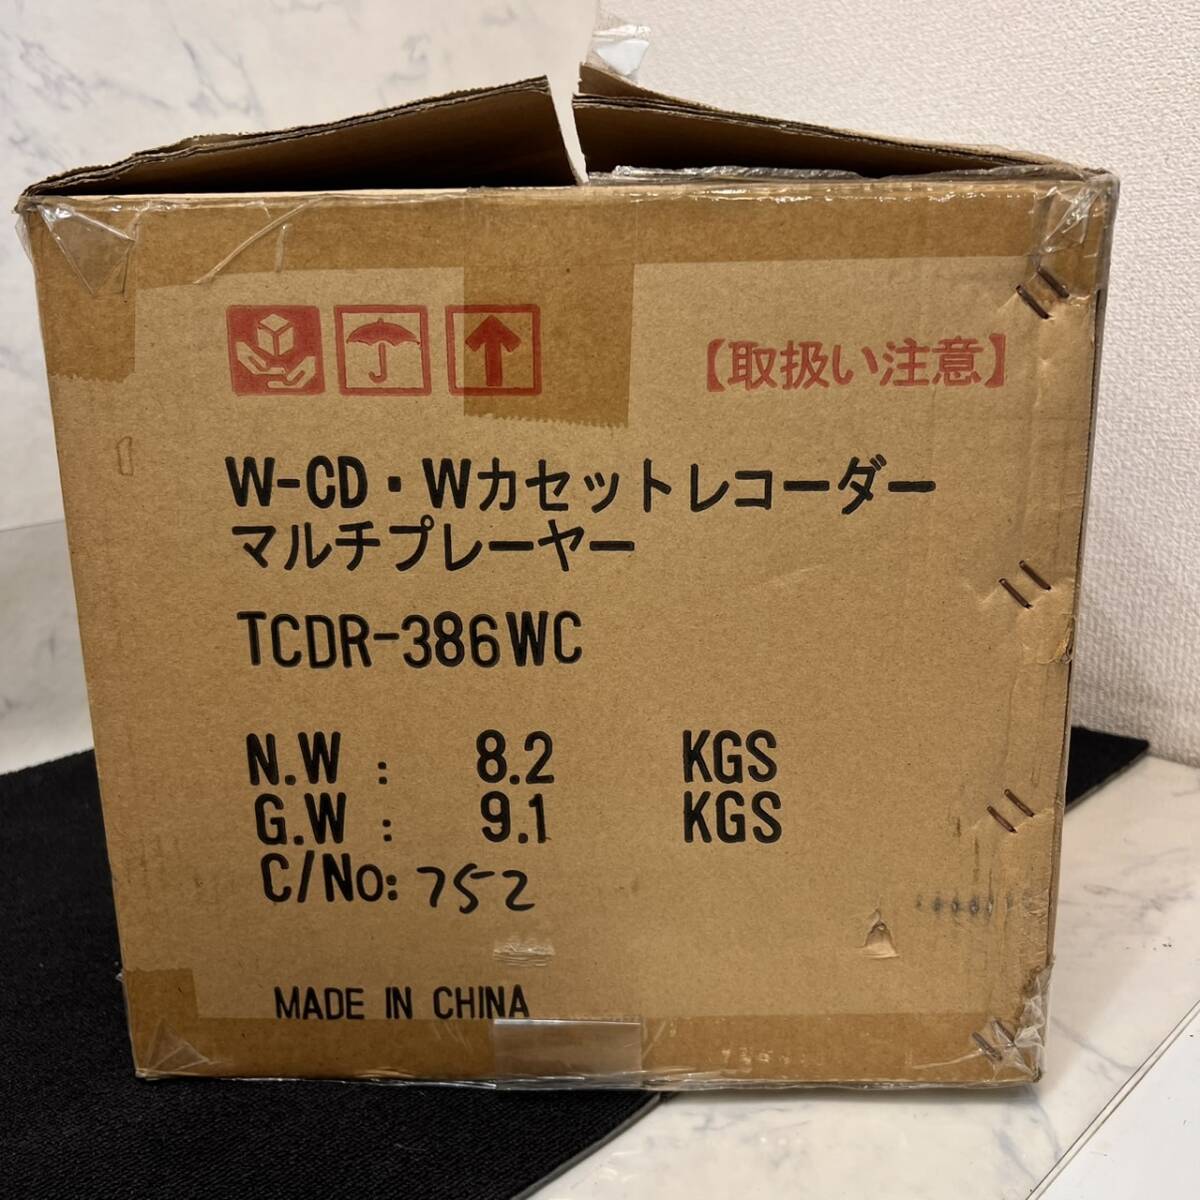 【取扱い注意】
W-CD・Wカセットレコーダー
マルチプレーヤー
TCDR-386WC
N.W : 8.2 KGS
G.W : 9.1 KGS
C/No: 752
MADE IN CHINA